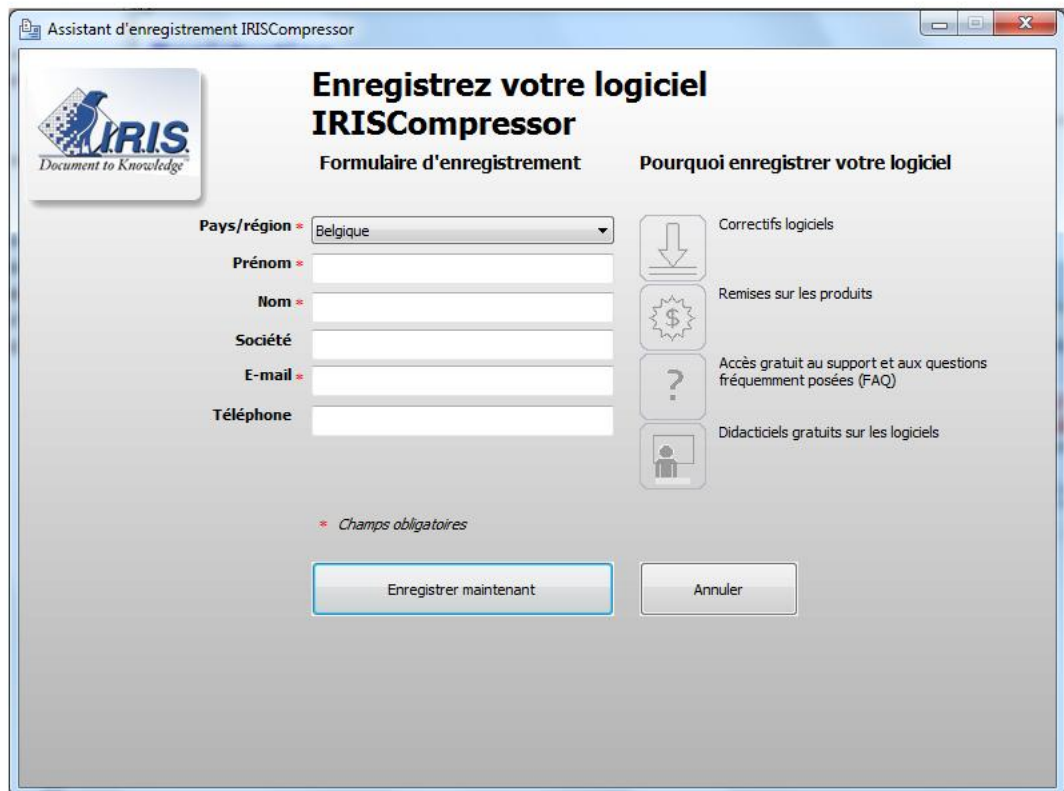 Assistant d'enregistrement IRISCompressor
I.R.I.S.
Document to Knowledge™
Enregistrez votre logiciel
IRISCompressor
Formulaire d'enregistrement
Pourquoi enregistrer votre logiciel
Pays/région *
Belgique
Prénom *
Nom *
Société
E-mail *
Téléphone
$
Correctifs logiciels
Remises sur les produits
?
Accès gratuit au support et aux questions
fréquemment posées (FAQ)
Didacticiels gratuits sur les logiciels
* Champs obligatoires
Enregistrer maintenant
Annuler